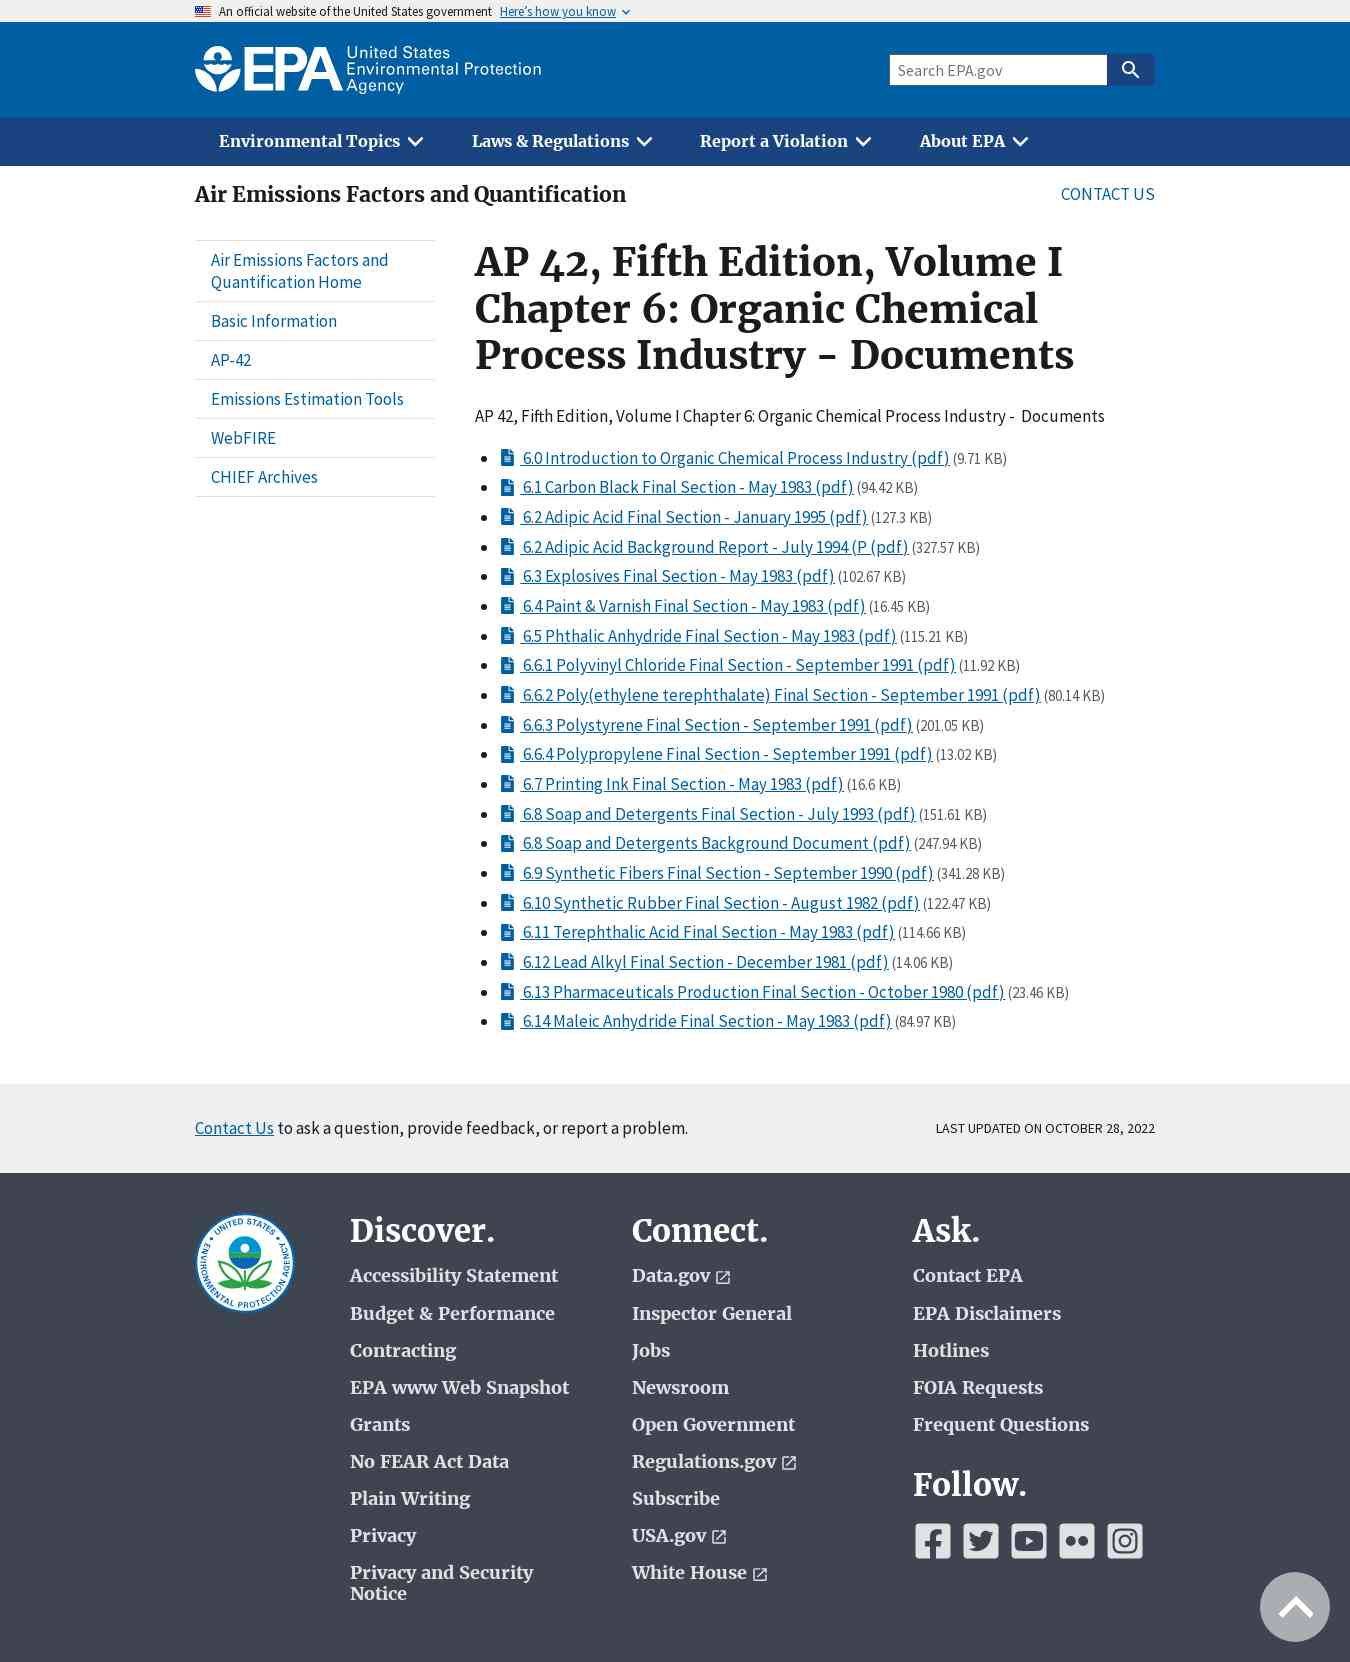 An official website of the United States government Here's how you know
EPA United States
Environmental Protection
Agency
Search EPA.gov
Environmental Topics
Laws & Regulations
Report a Violation
About EPA
Air Emissions Factors and Quantification
CONTACT US
Air Emissions Factors and
Quantification Home
Basic Information
AP-42
Emissions Estimation Tools
WebFIRE
CHIEF Archives
AP 42, Fifth Edition, Volume I
Chapter 6: Organic Chemical
Process Industry - Documents
AP 42, Fifth Edition, Volume I Chapter 6: Organic Chemical Process Industry - Documents
6.0 Introduction to Organic Chemical Process Industry (pdf) (9.71 KB)
6.1 Carbon Black Final Section - May 1983 (pdf) (94.42 KB)
6.2 Adipic Acid Final Section - January 1995 (pdf) (127.3 KB)
6.2 Adipic Acid Background Report - July 1994 (P (pdf) (327.57 KB)
6.3 Explosives Final Section - May 1983 (pdf) (102.67 KB)
6.4 Paint & Varnish Final Section - May 1983 (pdf) (16.45 KB)
6.5 Phthalic Anhydride Final Section - May 1983 (pdf) (115.21 KB)
6.6.1 Polyvinyl Chloride Final Section - September 1991 (pdf) (11.92 KB)
6.6.2 Poly(ethylene terephthalate) Final Section - September 1991 (pdf) (80.14 KB)
6.6.3 Polystyrene Final Section - September 1991 (pdf) (201.05 KB)
6.6.4 Polypropylene Final Section - September 1991 (pdf) (13.02 KB)
6.7 Printing Ink Final Section - May 1983 (pdf) (16.6 KB)
6.8 Soap and Detergents Final Section - July 1993 (pdf) (151.61 KB)
6.8 Soap and Detergents Background Document (pdf) (247.94 KB)
6.9 Synthetic Fibers Final Section - September 1990 (pdf) (341.28 KB)
6.10 Synthetic Rubber Final Section - August 1982 (pdf) (122.47 KB)
6.11 Terephthalic Acid Final Section - May 1983 (pdf) (114.66 KB)
6.12 Lead Alkyl Final Section - December 1981 (pdf) (14.06 KB)
6.13 Pharmaceuticals Production Final Section - October 1980 (pdf) (23.46 KB)
6.14 Maleic Anhydride Final Section - May 1983 (pdf) (84.97 KB)
Contact Us to ask a question, provide feedback, or report a problem.
LAST UPDATED ON OCTOBER 28, 2022
UNITED STATES
ENVIRONMENTAL PROTECTION AGENCY
Discover.
Accessibility Statement
Budget & Performance
Contracting
EPA www Web Snapshot
Grants
No FEAR Act Data
Plain Writing
Privacy
Privacy and Security
Notice
Connect.
Data.gov
Inspector General
Jobs
Newsroom
Open Government
Regulations.gov
Subscribe
USA.gov
White House
Ask.
Contact EPA
EPA Disclaimers
Hotlines
FOIA Requests
Frequent Questions
Follow.